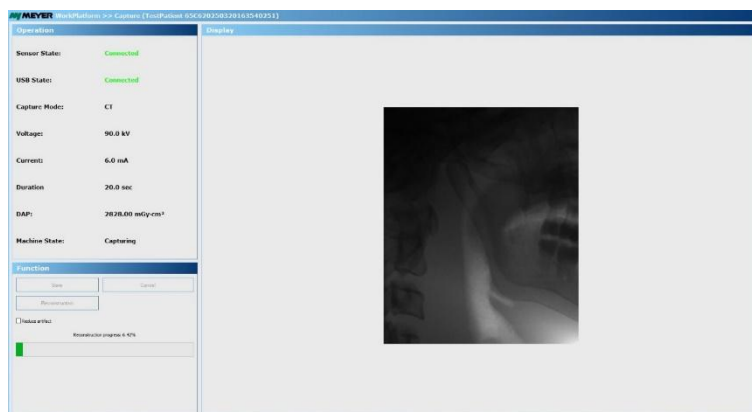 MEYER WorkPlatform >> Capture [TestPatient 65C620250320163540251]
Operation
Display
Sensor State: Connected
USB State: Connected
Capture Mode: CT
Voltage: 90.0 kV
Current: 6.0 mA
Duration 20.0 sec
DAP: 2828.00 mGy·cm²
Machine State: Capturing
Function
Save Cancel
Reconstruction
Reduce artifact
Reconstruction progress: